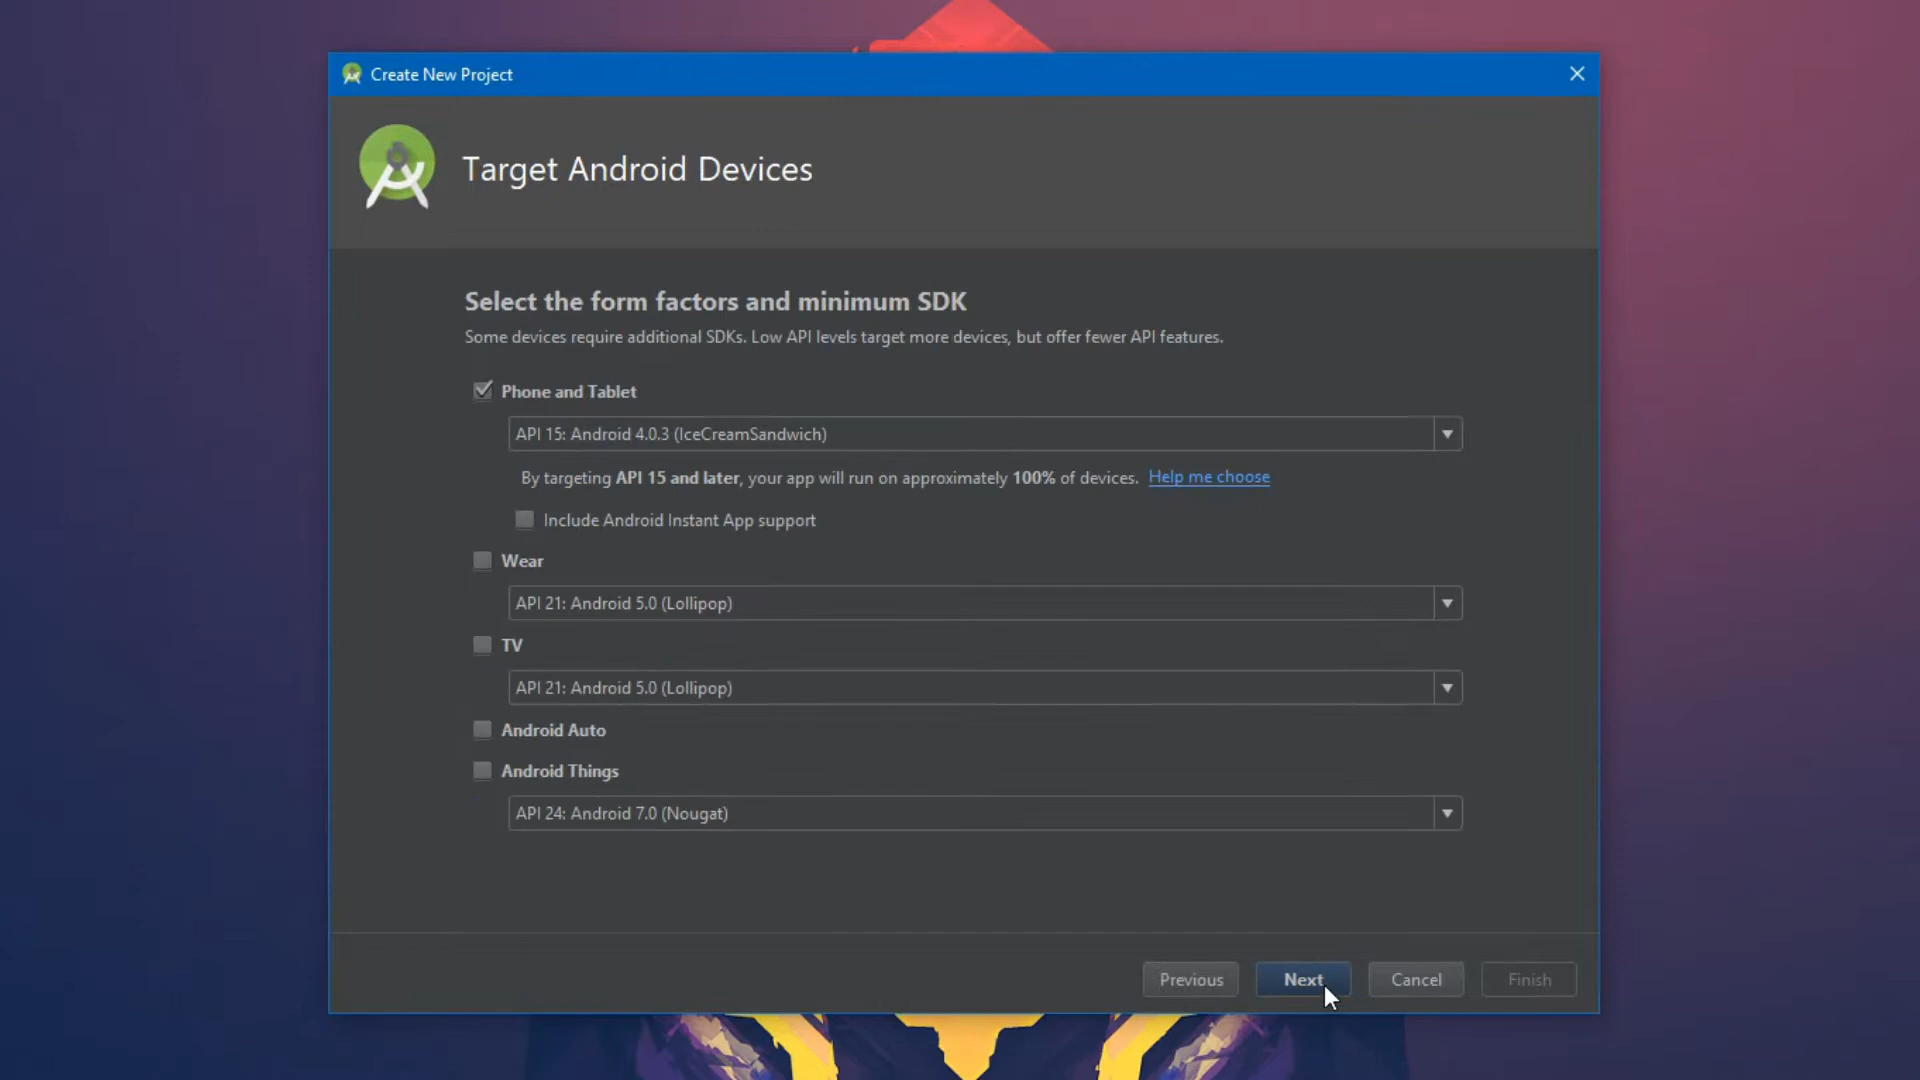 Create New Project
Target Android Devices
Select the form factors and minimum SDK
Some devices require additional SDKs. Low API levels target more devices, but offer fewer API features.
Phone and Tablet
API 15: Android 4.0.3 (IceCreamSandwich)
By targeting API 15 and later, your app will run on approximately 100% of devices. Help me choose
Include Android Instant App support
Wear
API 21: Android 5.0 (Lollipop)
TV
API 21: Android 5.0 (Lollipop)
Android Auto
Android Things
API 24: Android 7.0 (Nougat)
Previous Next Cancel Finish